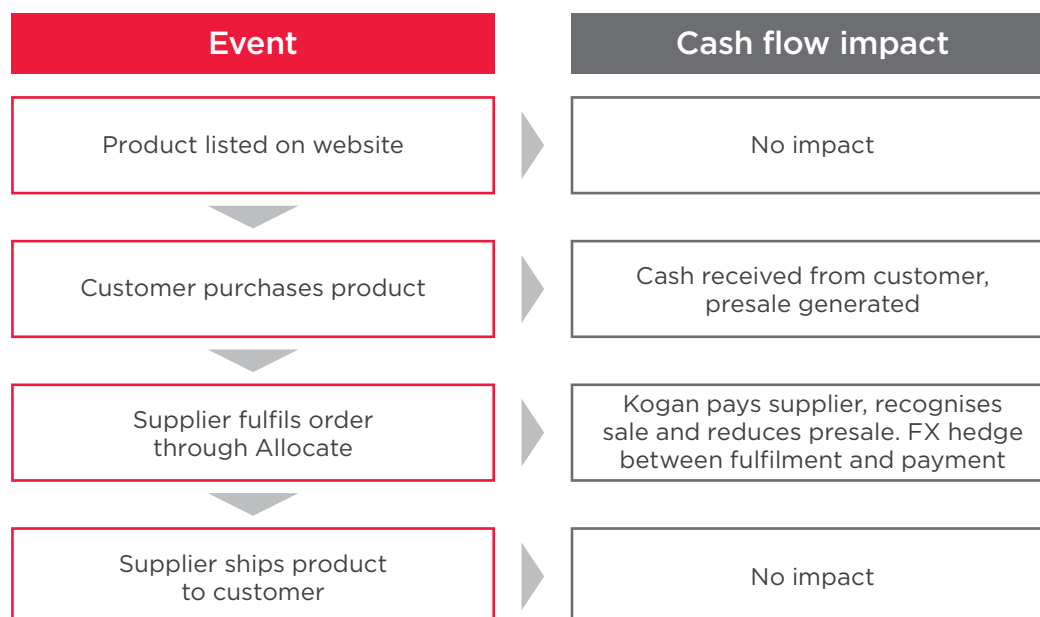 Event
Cash flow impact
Product listed on website
No impact
Customer purchases product
Cash received from customer,
presale generated
Supplier fulfils order
through Allocate
Kogan pays supplier, recognises
sale and reduces presale. FX hedge
between fulfilment and payment
Supplier ships product
to customer
No impact